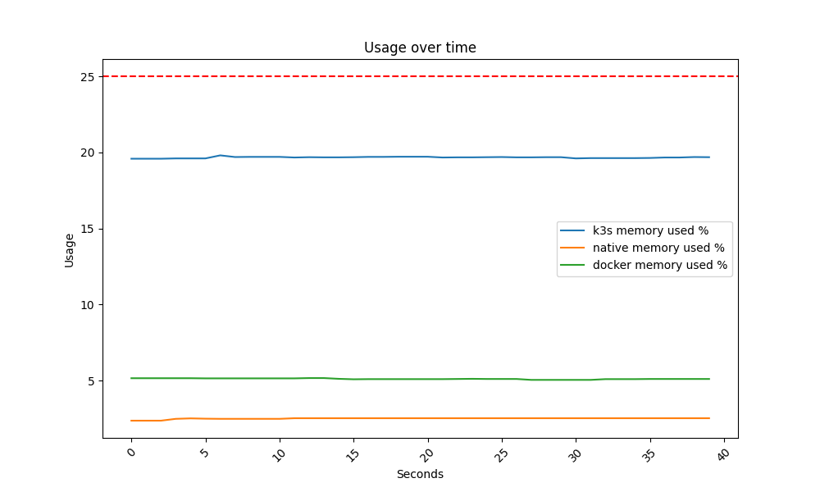 Usage over time
Usage
25
20
15
10
5
k3s memory used %
native memory used %
docker memory used %
0
5
10
15
20
25
30
35
40
Seconds